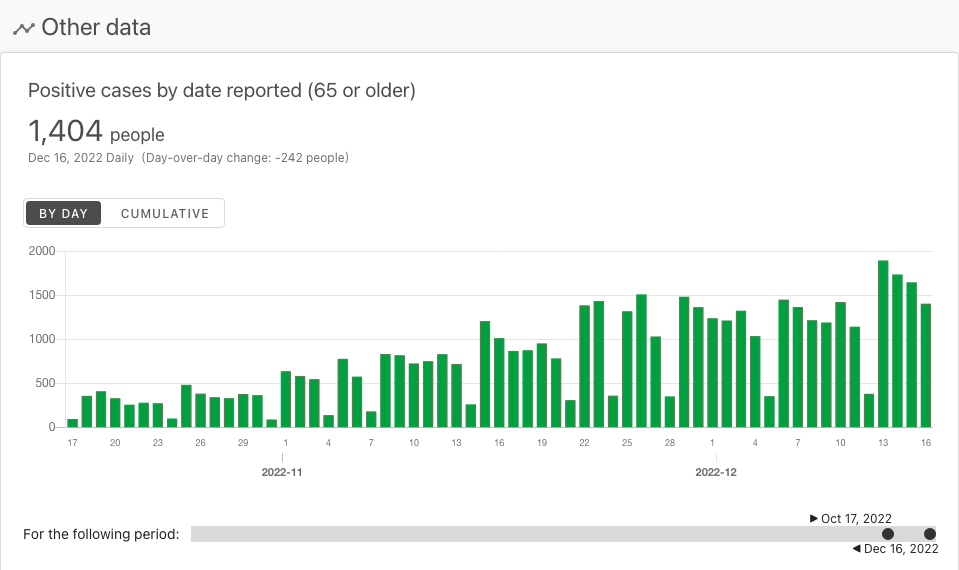 Other data
Positive cases by date reported (65 or older)
1,404 people
Dec 16, 2022 Daily (Day-over-day change: -242 people)
BY DAY CUMULATIVE
2000
1500
1000
500
0
17 20 23 26 29 1 4 7 10 13 16 19 22 25 28 1 4 7 10 13 16
2022-11 2022-12
▶ Oct 17, 2022
For the following period:
◀ Dec 16, 2022